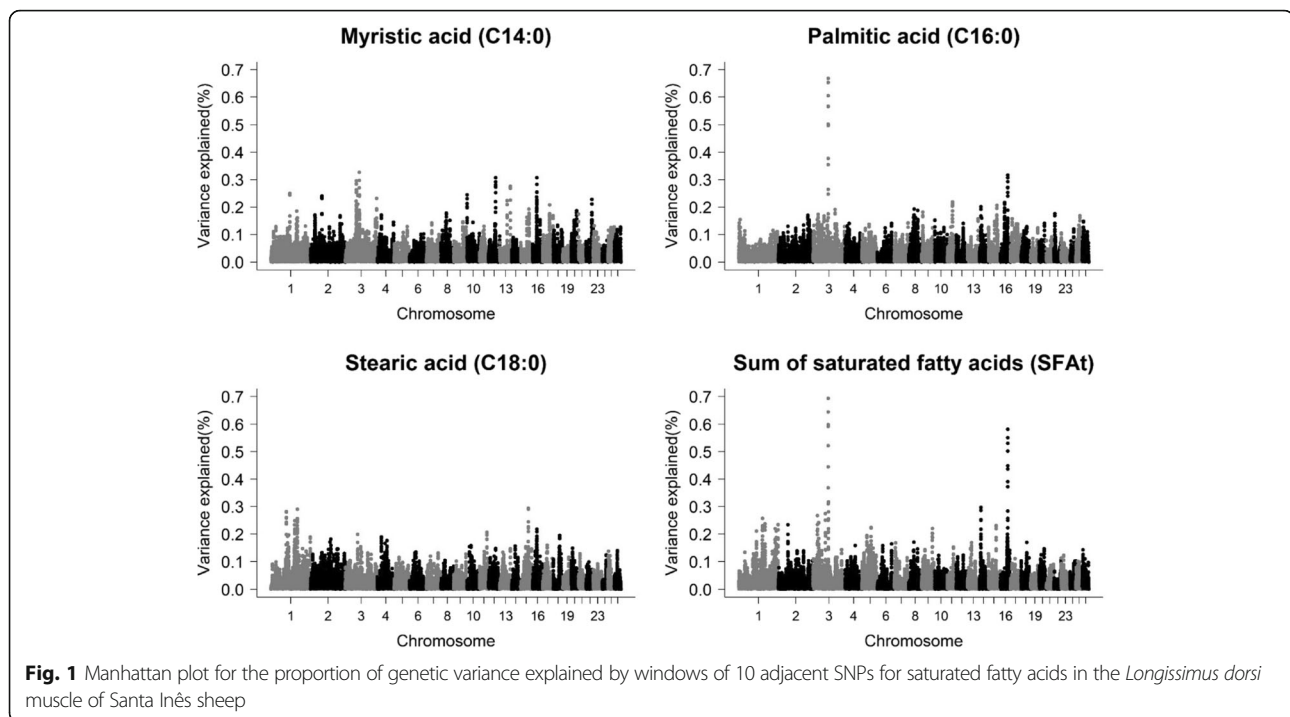 Myristic acid (C14:0)
Variance explained(%)
0.7
0.6
0.5
0.4
0.3
0.2
0.1
0.0
1 2 3 4 6 8 10 13 16 19 23
Chromosome
Palmitic acid (C16:0)
Variance explained(%)
0.7
0.6
0.5
0.4
0.3
0.2
0.1
0.0
1 2 3 4 6 8 10 13 16 19 23
Chromosome
Stearic acid (C18:0)
Variance explained(%)
0.7
0.6
0.5
0.4
0.3
0.2
0.1
0.0
1 2 3 4 6 8 10 13 16 19 23
Chromosome
Sum of saturated fatty acids (SFAt)
Variance explained(%)
0.7
0.6
0.5
0.4
0.3
0.2
0.1
0.0
1 2 3 4 6 8 10 13 16 19 23
Chromosome
Fig. 1 Manhattan plot for the proportion of genetic variance explained by windows of 10 adjacent SNPs for saturated fatty acids in the Longissimus dorsi
muscle of Santa Inês sheep